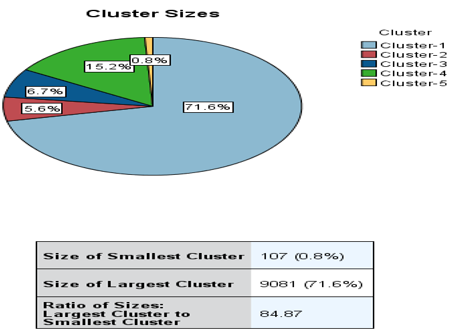 Cluster Sizes
Cluster
Cluster-1
Cluster-2
Cluster-3
Cluster-4
Cluster-5
0.8%
15.2%
6.7%
5.6%
71.6%
Size of Smallest Cluster 107 (0.8%)
Size of Largest Cluster 9081 (71.6%)
Ratio of Sizes:
Largest Cluster to
Smallest Cluster 84.87